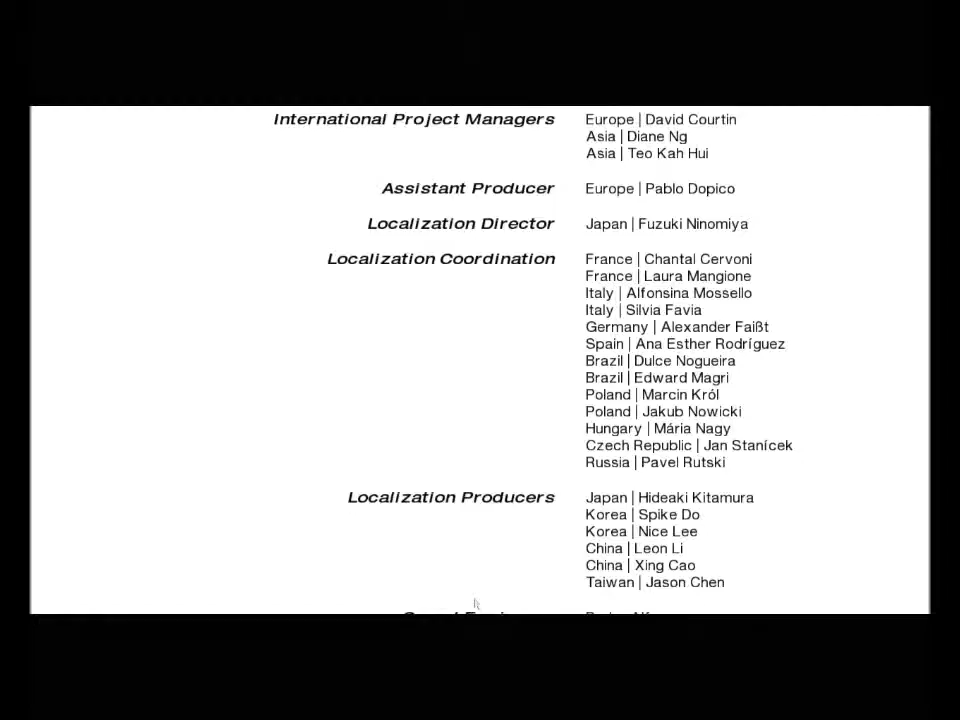 International Project Managers Europe | David Courtin
Asia | Diane Ng
Asia | Teo Kah Hui
Assistant Producer Europe | Pablo Dopico
Localization Director Japan | Fuzuki Ninomiya
Localization Coordination France | Chantal Cervoni
France | Laura Mangione
Italy | Alfonsina Mossello
Italy | Silvia Favia
Germany | Alexander Faißt
Spain | Ana Esther Rodríguez
Brazil | Dulce Nogueira
Brazil | Edward Magri
Poland | Marcin Król
Poland | Jakub Nowicki
Hungary | Mária Nagy
Czech Republic | Jan Stanícek
Russia | Pavel Rutski
Localization Producers Japan | Hideaki Kitamura
Korea | Spike Do
Korea | Nice Lee
China | Leon Li
China | Xing Cao
Taiwan | Jason Chen